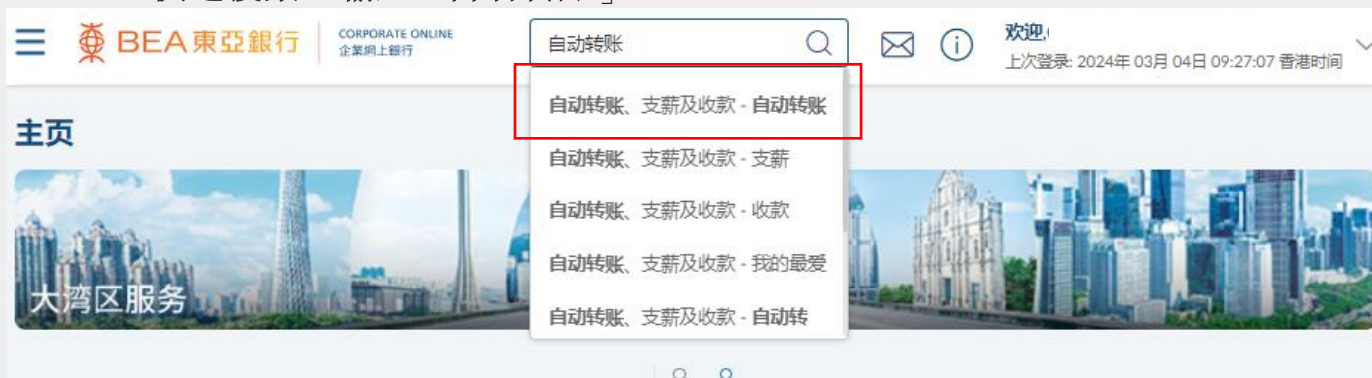 BEA東亞銀行
CORPORATE ONLINE
企業網上銀行
自动转账
欢迎,
上次登录: 2024年 03月 04日 09:27:07 香港时间
自动转账、支薪及收款 - 自动转账
主页
自动转账、支薪及收款 - 支薪
自动转账、支薪及收款 - 收款
自动转账、支薪及收款 - 我的最爱
大湾区服务
自动转账、支薪及收款 - 自动转